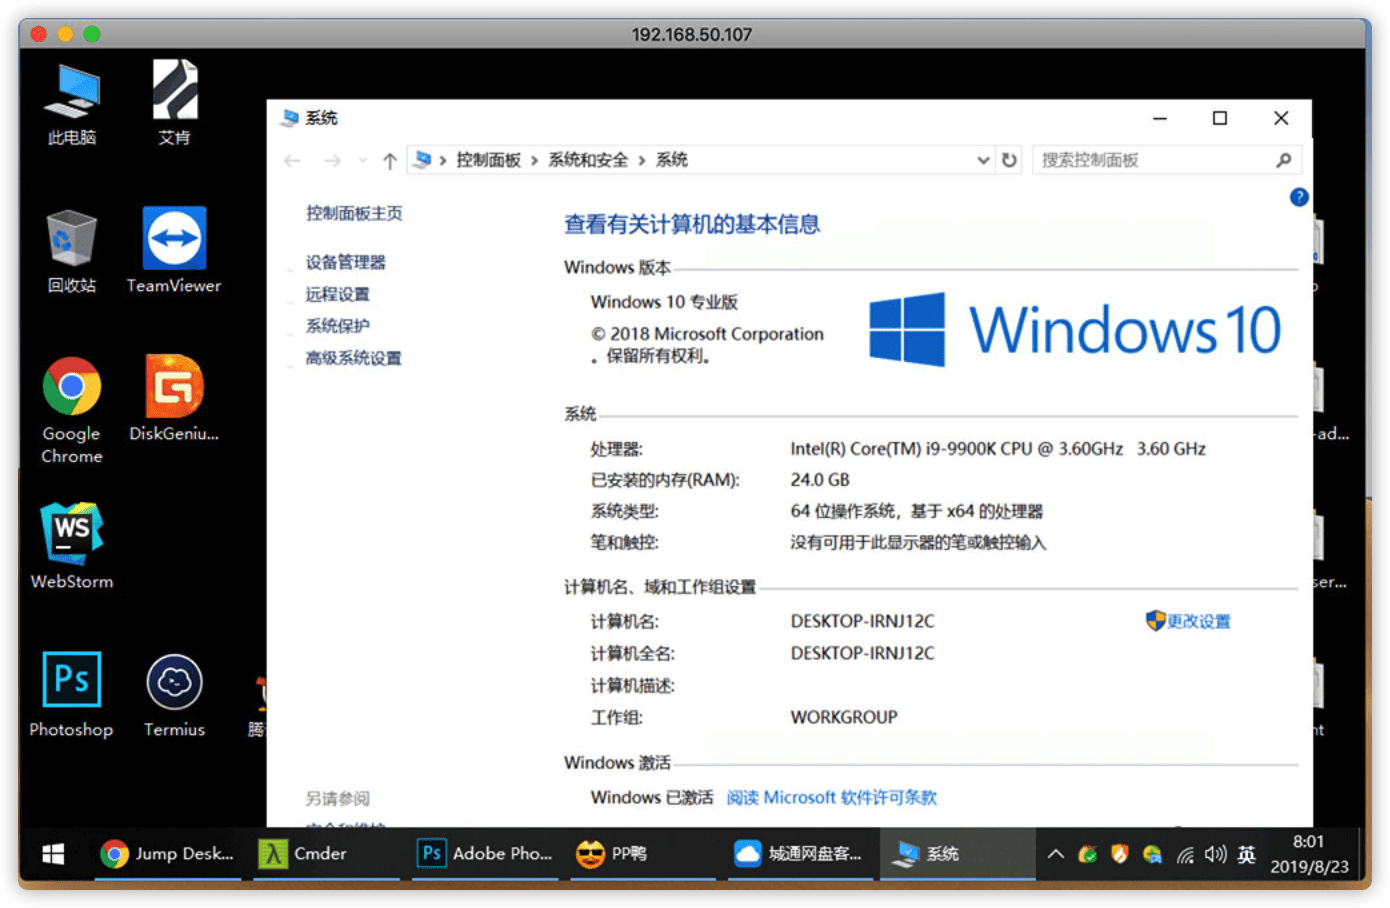 192.168.50.107
此电脑
艾肯
回收站
TeamViewer
Google
Chrome
DiskGeniu...
WS
WebStorm
Ps
Photoshop
Termius
腾
系统
控制面板 › 系统和安全 › 系统
搜索控制面板
?
控制面板主页
设备管理器
远程设置
系统保护
高级系统设置
另请参阅
查看有关计算机的基本信息
Windows 版本
Windows 10 专业版
© 2018 Microsoft Corporation
。保留所有权利。
Windows 10
系统
处理器: Intel(R) Core(TM) i9-9900K CPU @ 3.60GHz 3.60 GHz
已安装的内存(RAM): 24.0 GB
系统类型: 64 位操作系统，基于 x64 的处理器
笔和触控: 没有可用于此显示器的笔或触控输入
计算机名、域和工作组设置
计算机名: DESKTOP-IRNJ12C
更改设置
计算机全名: DESKTOP-IRNJ12C
计算机描述:
工作组: WORKGROUP
Windows 激活
Windows 已激活 阅读 Microsoft 软件许可条款
-ad...
ser...
nt
Jump Desk...
λ
Cmder
Ps
Adobe Pho...
PP鸭
城通网盘客...
系统
英
8:01
2019/8/23